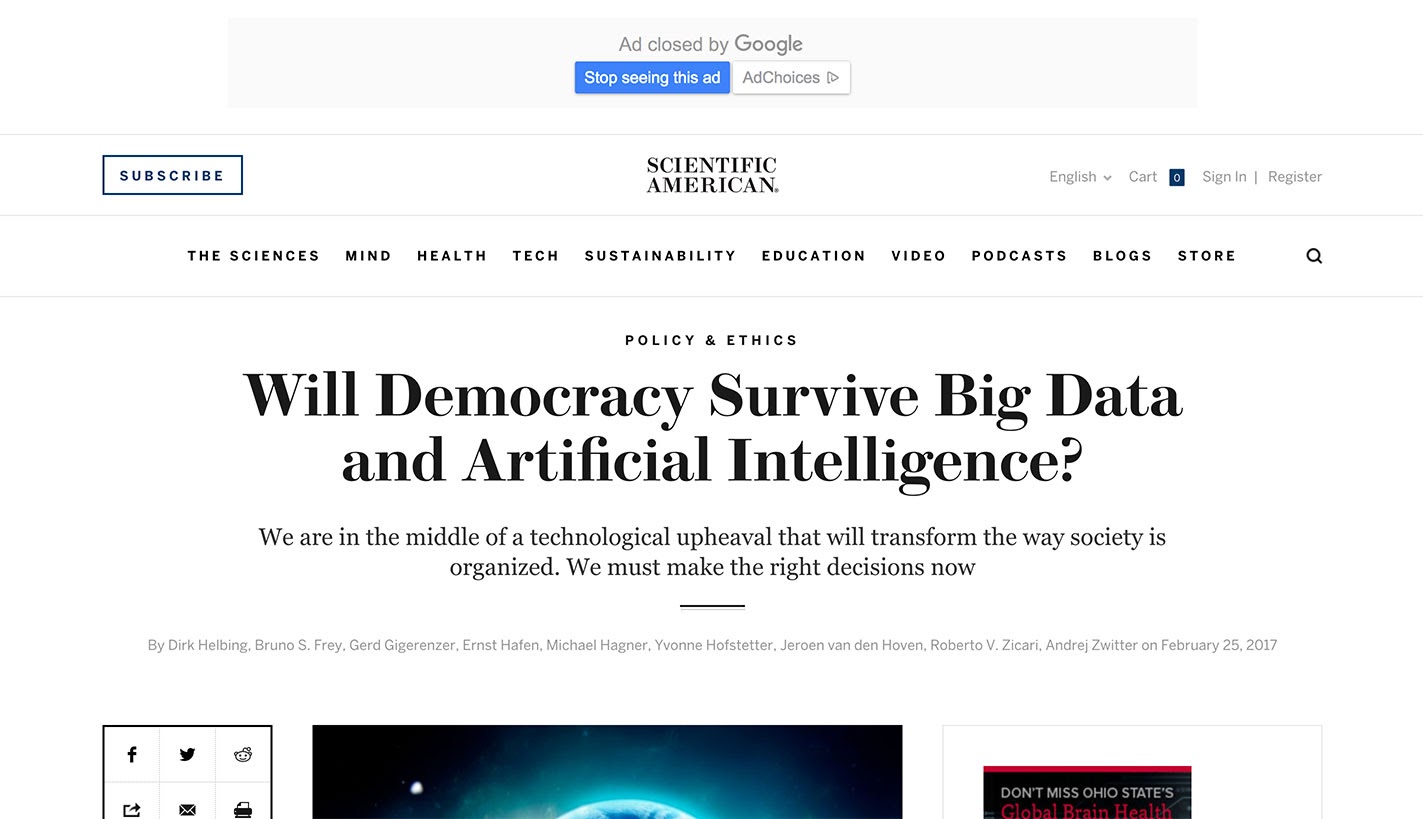 Ad closed by Google
Stop seeing this ad AdChoices
SUBSCRIBE
SCIENTIFIC
AMERICAN®
English Cart 0 Sign In | Register
THE SCIENCES MIND HEALTH TECH SUSTAINABILITY EDUCATION VIDEO PODCASTS BLOGS STORE
POLICY & ETHICS
Will Democracy Survive Big Data
and Artificial Intelligence?
We are in the middle of a technological upheaval that will transform the way society is
organized. We must make the right decisions now
By Dirk Helbing, Bruno S. Frey, Gerd Gigerenzer, Ernst Hafen, Michael Hagner, Yvonne Hofstetter, Jeroen van den Hoven, Roberto V. Zicari, Andrej Zwitter on February 25, 2017
DON'T MISS OHIO STATE'S
Global Brain Health